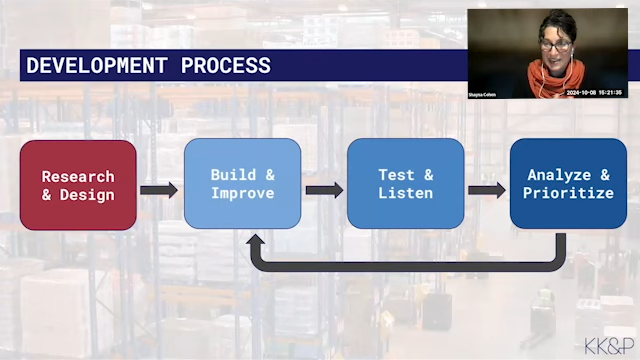 DEVELOPMENT PROCESS
Shayna Cohen
2024-10-08 15:21:35
Research
& Design
Build &
Improve
Test &
Listen
Analyze &
Prioritize
KK&P